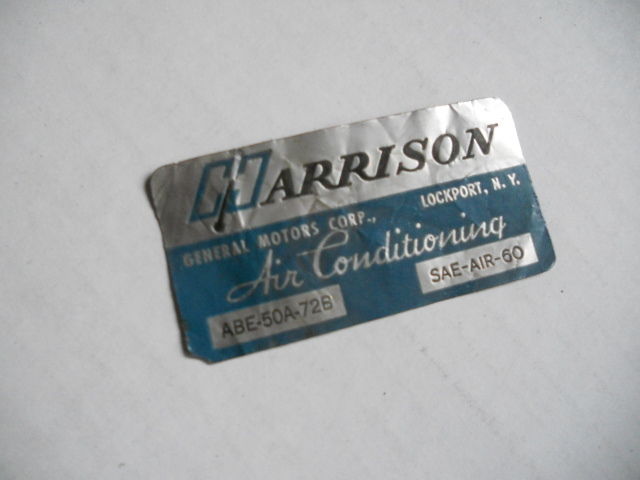 HARRISON
GENERAL MOTORS CORP., LOCKPORT, N. Y.
Air Conditioning
ABE-50A-72B SAE-AIR-60